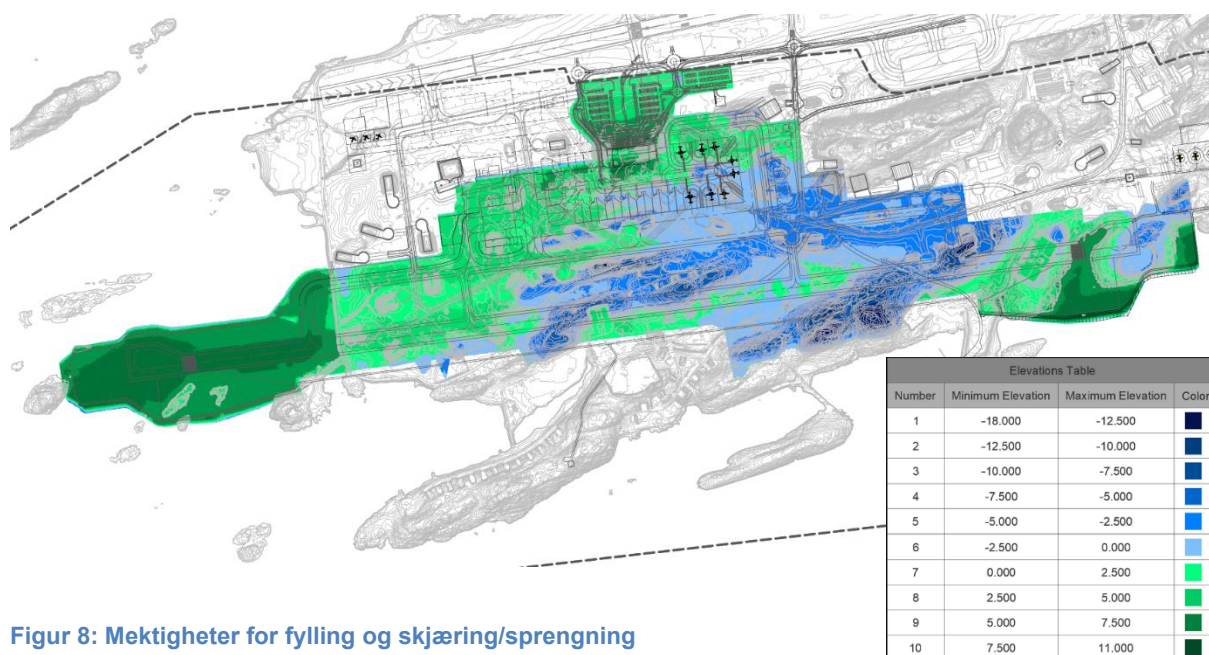 Elevations Table
Number Minimum Elevation Maximum Elevation Color
1 -18.000 -12.500
2 -12.500 -10.000
3 -10.000 -7.500
4 -7.500 -5.000
5 -5.000 -2.500
6 -2.500 0.000
7 0.000 2.500
8 2.500 5.000
9 5.000 7.500
10 7.500 11.000
Figur 8: Mektigheter for fylling og skjæring/sprengning